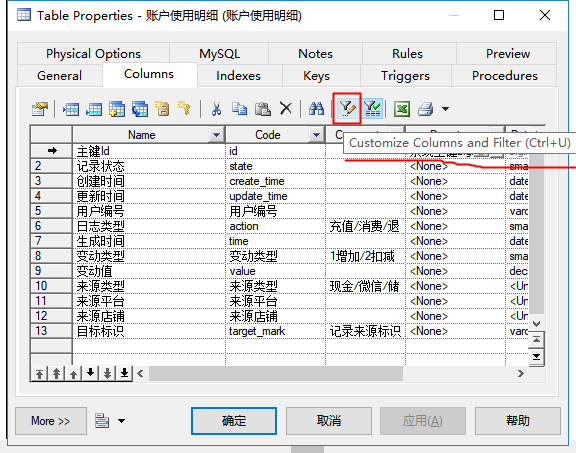 Table Properties - 账户使用明细 (账户使用明细)
Physical Options MySQL Notes Rules Preview
General Columns Indexes Keys Triggers Procedures
Customize Columns and Filter (Ctrl+U)
Name Code
主键Id id
2 记录状态 state <None>
3 创建时间 create_time <None> date
4 更新时间 update_time <None> date
5 用户编号 用户编号 <None> varc
6 日志类型 action 充值/消费/退 <None> sma
7 生成时间 time <None> date
8 变动类型 变动类型 1增加/2扣减 <None> sma
9 变动值 value <None> dec
10 来源类型 来源类型 现金/微信/储 <None> <Un
11 来源平台 来源平台 <None> <Un
12 来源店铺 来源店铺 <None> <Un
13 目标标识 target_mark 记录来源标识 <None> varc
More >> 确定 取消 应用(A) 帮助